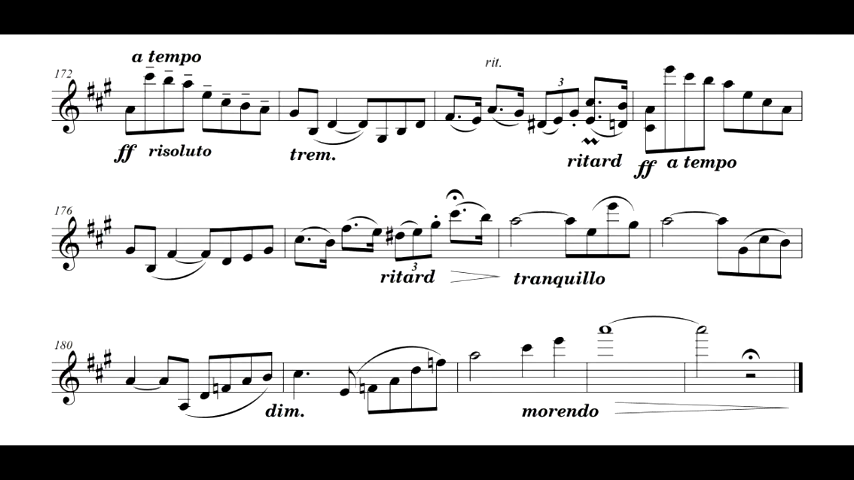 a tempo
172 rit.
3
ff risoluto trem. ritard ff a tempo
176
3
ritard tranquillo
180
dim. morendo